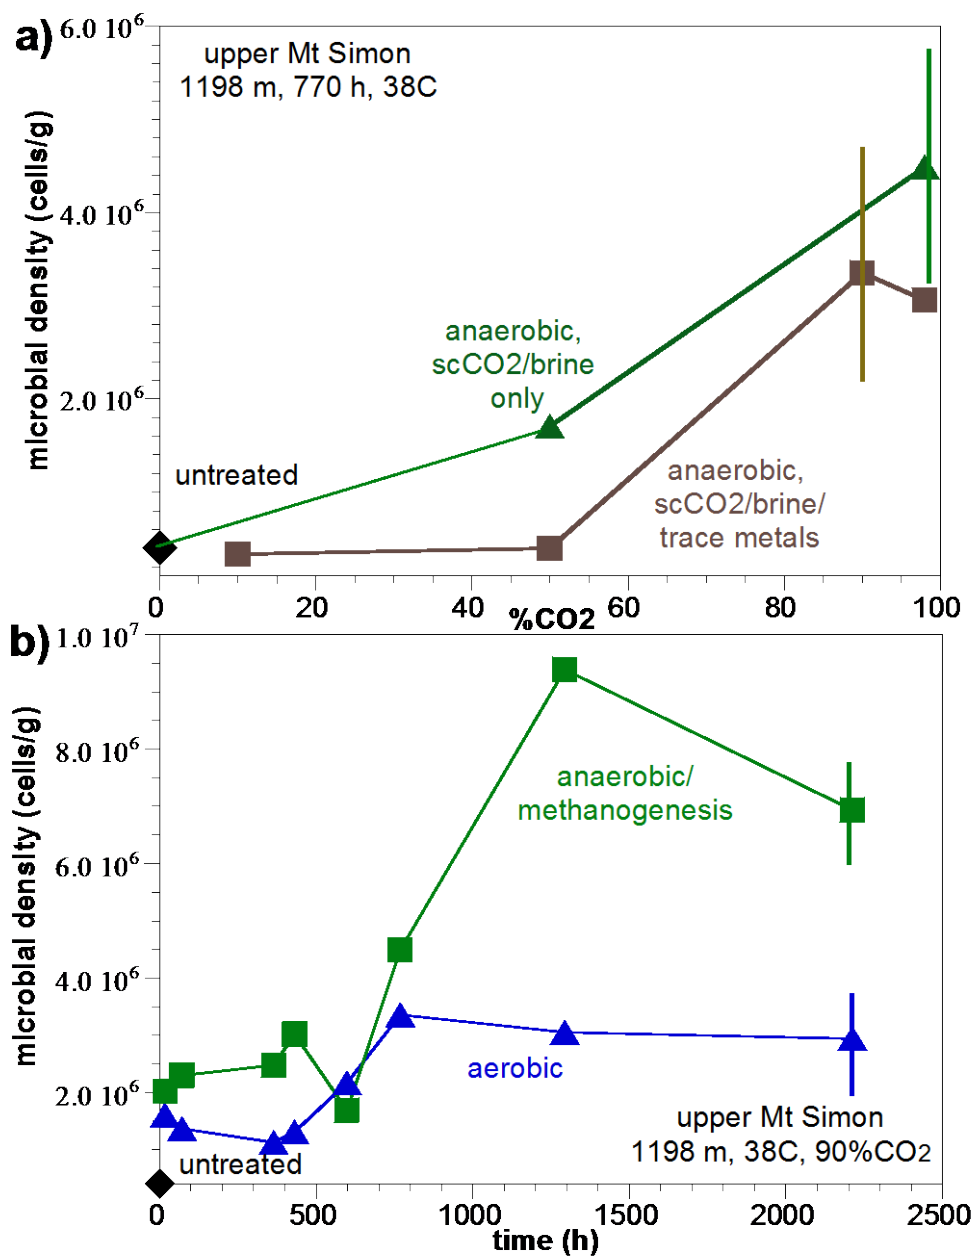 a)
6.0 10⁶
upper Mt Simon
1198 m, 770 h, 38C
microbial density (cells/g)
4.0 10⁶
anaerobic,
scCO2/brine
only
2.0 10⁶
untreated
anaerobic,
scCO2/brine/
trace metals
0 20 40 60 80 100
%CO2
b)
1.0 10⁷
microbial density (cells/g)
8.0 10⁶
anaerobic/
methanogenesis
6.0 10⁶
4.0 10⁶
aerobic
2.0 10⁶
upper Mt Simon
1198 m, 38C, 90%CO2
untreated
0 500 1000 1500 2000 2500
time (h)